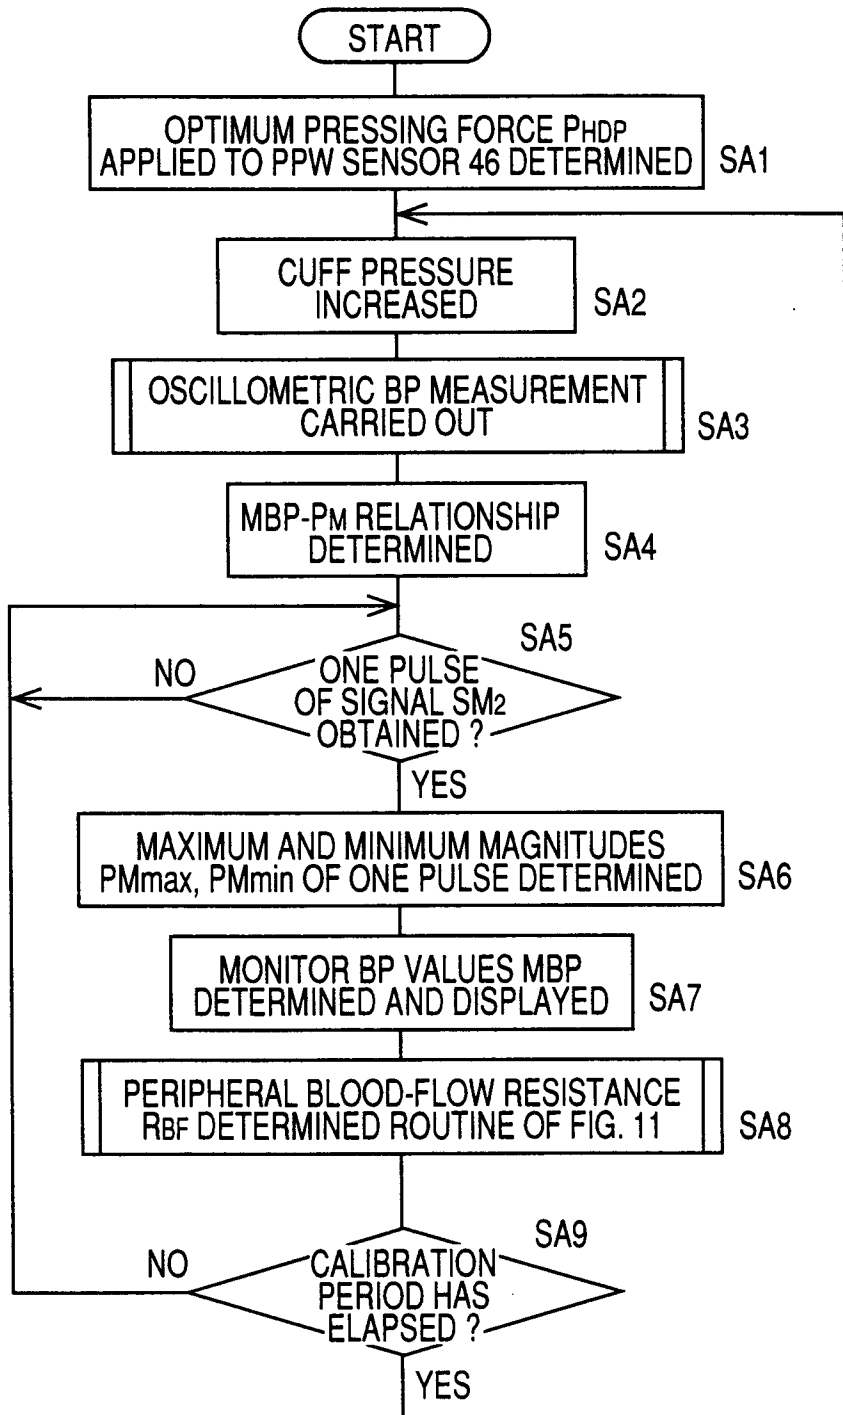 START
OPTIMUM PRESSING FORCE PHDP
APPLIED TO PPW SENSOR 46 DETERMINED
SA1
CUFF PRESSURE
INCREASED
SA2
OSCILLOMETRIC BP MEASUREMENT
CARRIED OUT
SA3
MBP-PM RELATIONSHIP
DETERMINED
SA4
SA5
NO
ONE PULSE
OF SIGNAL SM2
OBTAINED ?
YES
MAXIMUM AND MINIMUM MAGNITUDES
PMmax, PMmin OF ONE PULSE DETERMINED
SA6
MONITOR BP VALUES MBP
DETERMINED AND DISPLAYED
SA7
PERIPHERAL BLOOD-FLOW RESISTANCE
RBF DETERMINED ROUTINE OF FIG. 11
SA8
SA9
NO
CALIBRATION
PERIOD HAS
ELAPSED ?
YES